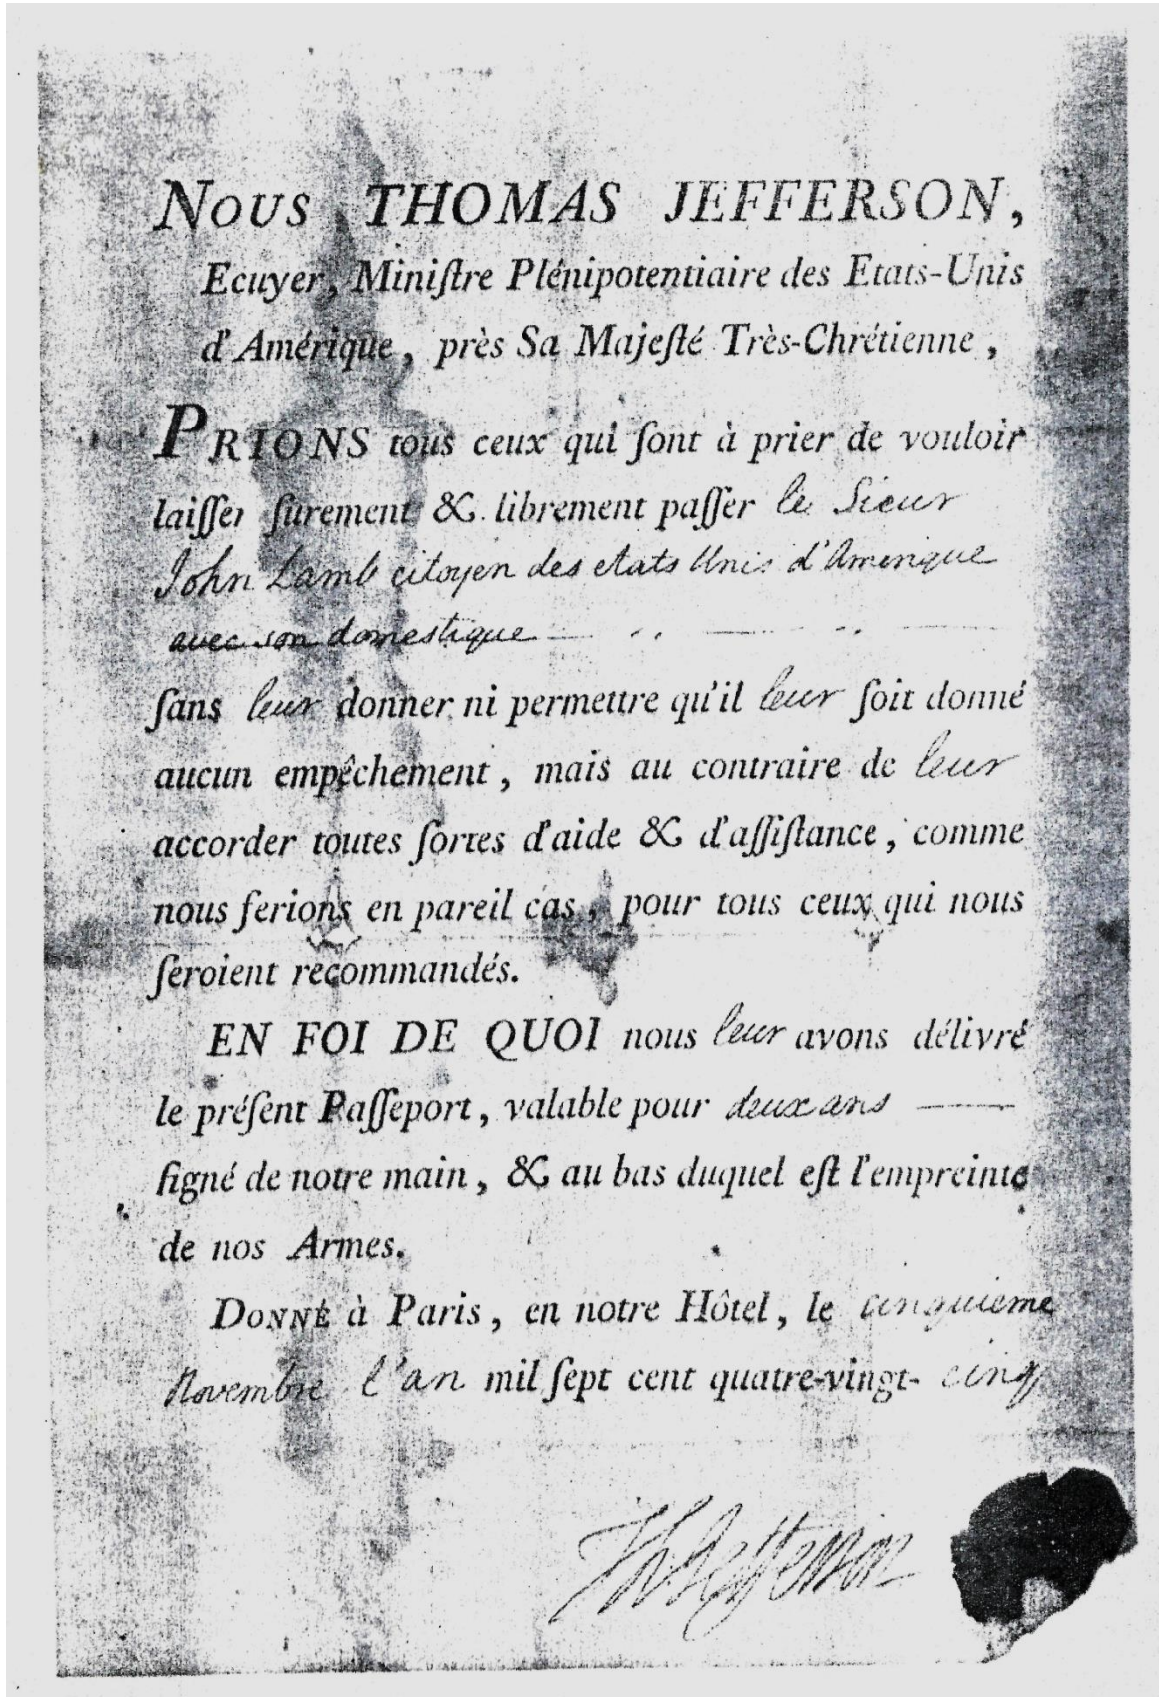 NOUS THOMAS JEFFERSON,
Ecuyer, Miniſtre Plénipotentiaire des Etats-Unis
d'Amérique, près Sa Majeſté Très-Chrétienne,
PRIONS tous ceux qui ſont à prier de vouloir
laiſſer ſurement & librement paſſer le Sieur
John Lamb citoyen des etats Unis d'Amerique
avec son domestique
ſans leur donner ni permettre qu'il leur ſoit donné
aucun empêchement, mais au contraire de leur
accorder toutes ſortes d'aide & d'aſſiſtance, comme
nous ferions en pareil cas, pour tous ceux qui nous
ſeroient recommandés.
EN FOI DE QUOI nous leur avons délivré
le préſent Paſſeport, valable pour deux ans
ſigné de notre main, & au bas duquel eſt l'empreinte
de nos Armes.
DONNÉ à Paris, en notre Hôtel, le cinquieme
Novembre l'an mil ſept cent quatre-vingt-cinq
Th: Jefferson